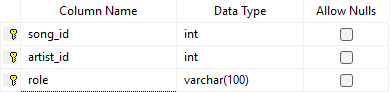 Column Name Data Type Allow Nulls
song_id int
artist_id int
role varchar(100)